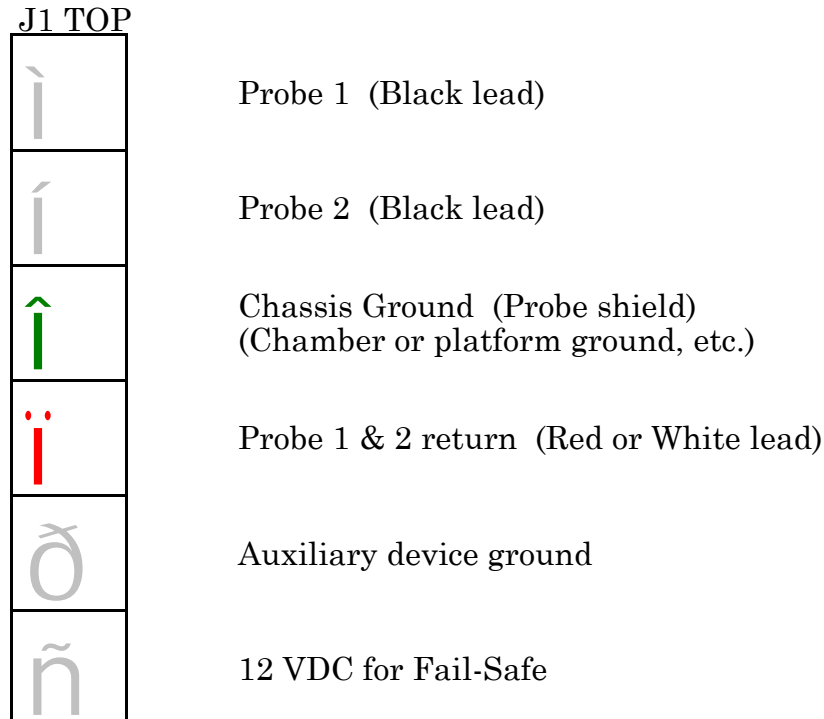 J1 TOP
ì Probe 1 (Black lead)
í Probe 2 (Black lead)
î Chassis Ground (Probe shield)
(Chamber or platform ground, etc.)
ï Probe 1 & 2 return (Red or White lead)
ð Auxiliary device ground
ñ 12 VDC for Fail-Safe